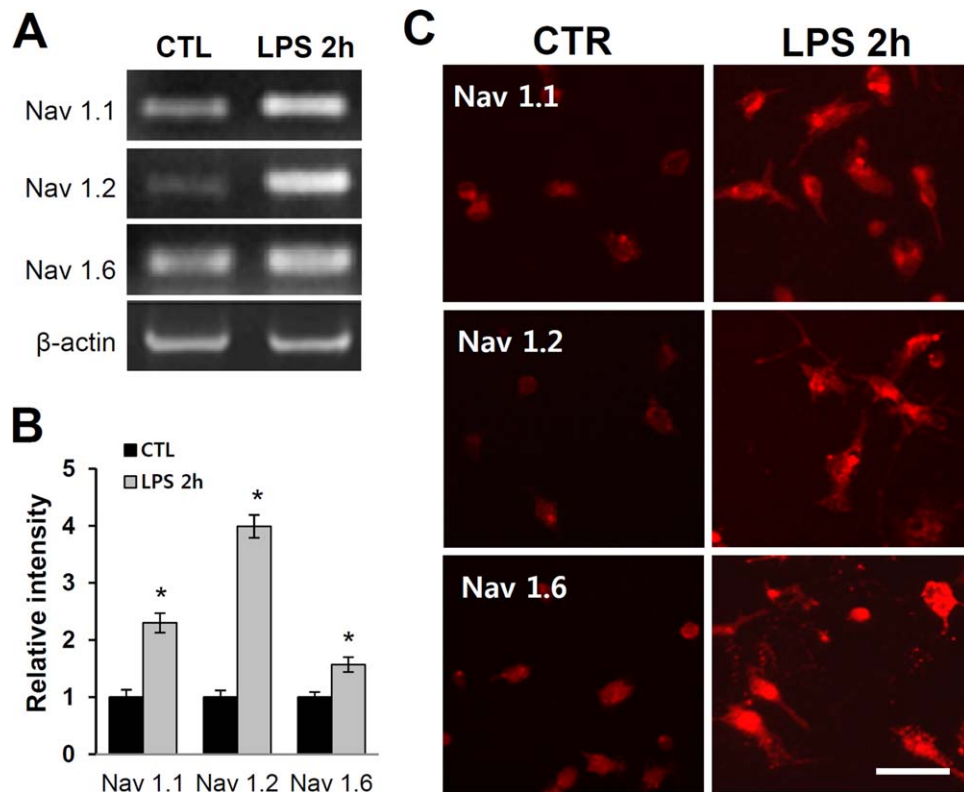 A
CTL LPS 2h
Nav 1.1
Nav 1.2
Nav 1.6
β-actin
B
CTL
LPS 2h
Relative intensity
5
4
3
2
1
0
*
*
*
Nav 1.1 Nav 1.2 Nav 1.6
C
CTR LPS 2h
Nav 1.1
Nav 1.2
Nav 1.6